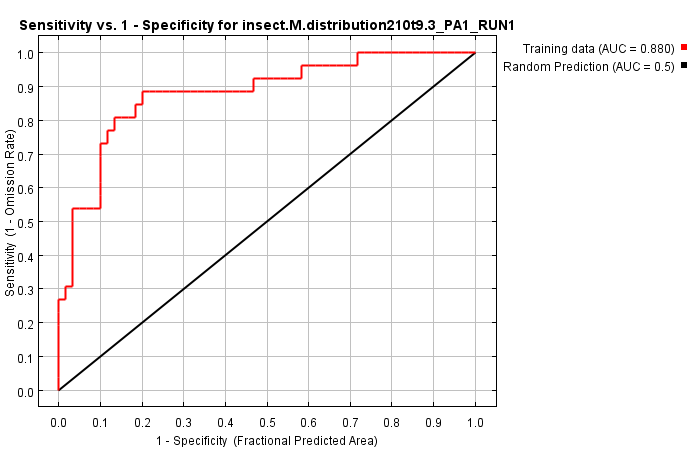 Sensitivity vs. 1 - Specificity for insect.M.distribution210t9.3_PA1_RUN1
Training data (AUC = 0.880)
Random Prediction (AUC = 0.5)
Sensitivity (1 - Omission Rate)
1.0
0.9
0.8
0.7
0.6
0.5
0.4
0.3
0.2
0.1
0.0
0.0 0.1 0.2 0.3 0.4 0.5 0.6 0.7 0.8 0.9 1.0
1 - Specificity (Fractional Predicted Area)